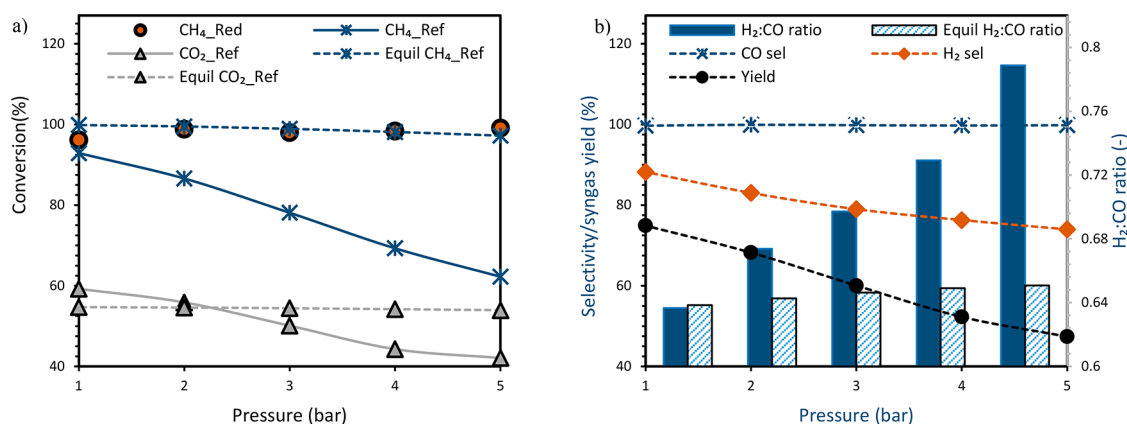 a)
CH₄_Red
CH₄_Ref
CO₂_Ref
Equil CH₄_Ref
Equil CO₂_Ref
Conversion(%)
120
100
80
60
40
1 2 3 4 5
Pressure (bar)
b)
H₂:CO ratio
Equil H₂:CO ratio
CO sel
H₂ sel
Yield
Selectivity/syngas yield (%)
120
100
80
60
40
0.8
0.76
0.72
0.68
0.64
0.6
H₂:CO ratio (-)
1 2 3 4 5
Pressure (bar)